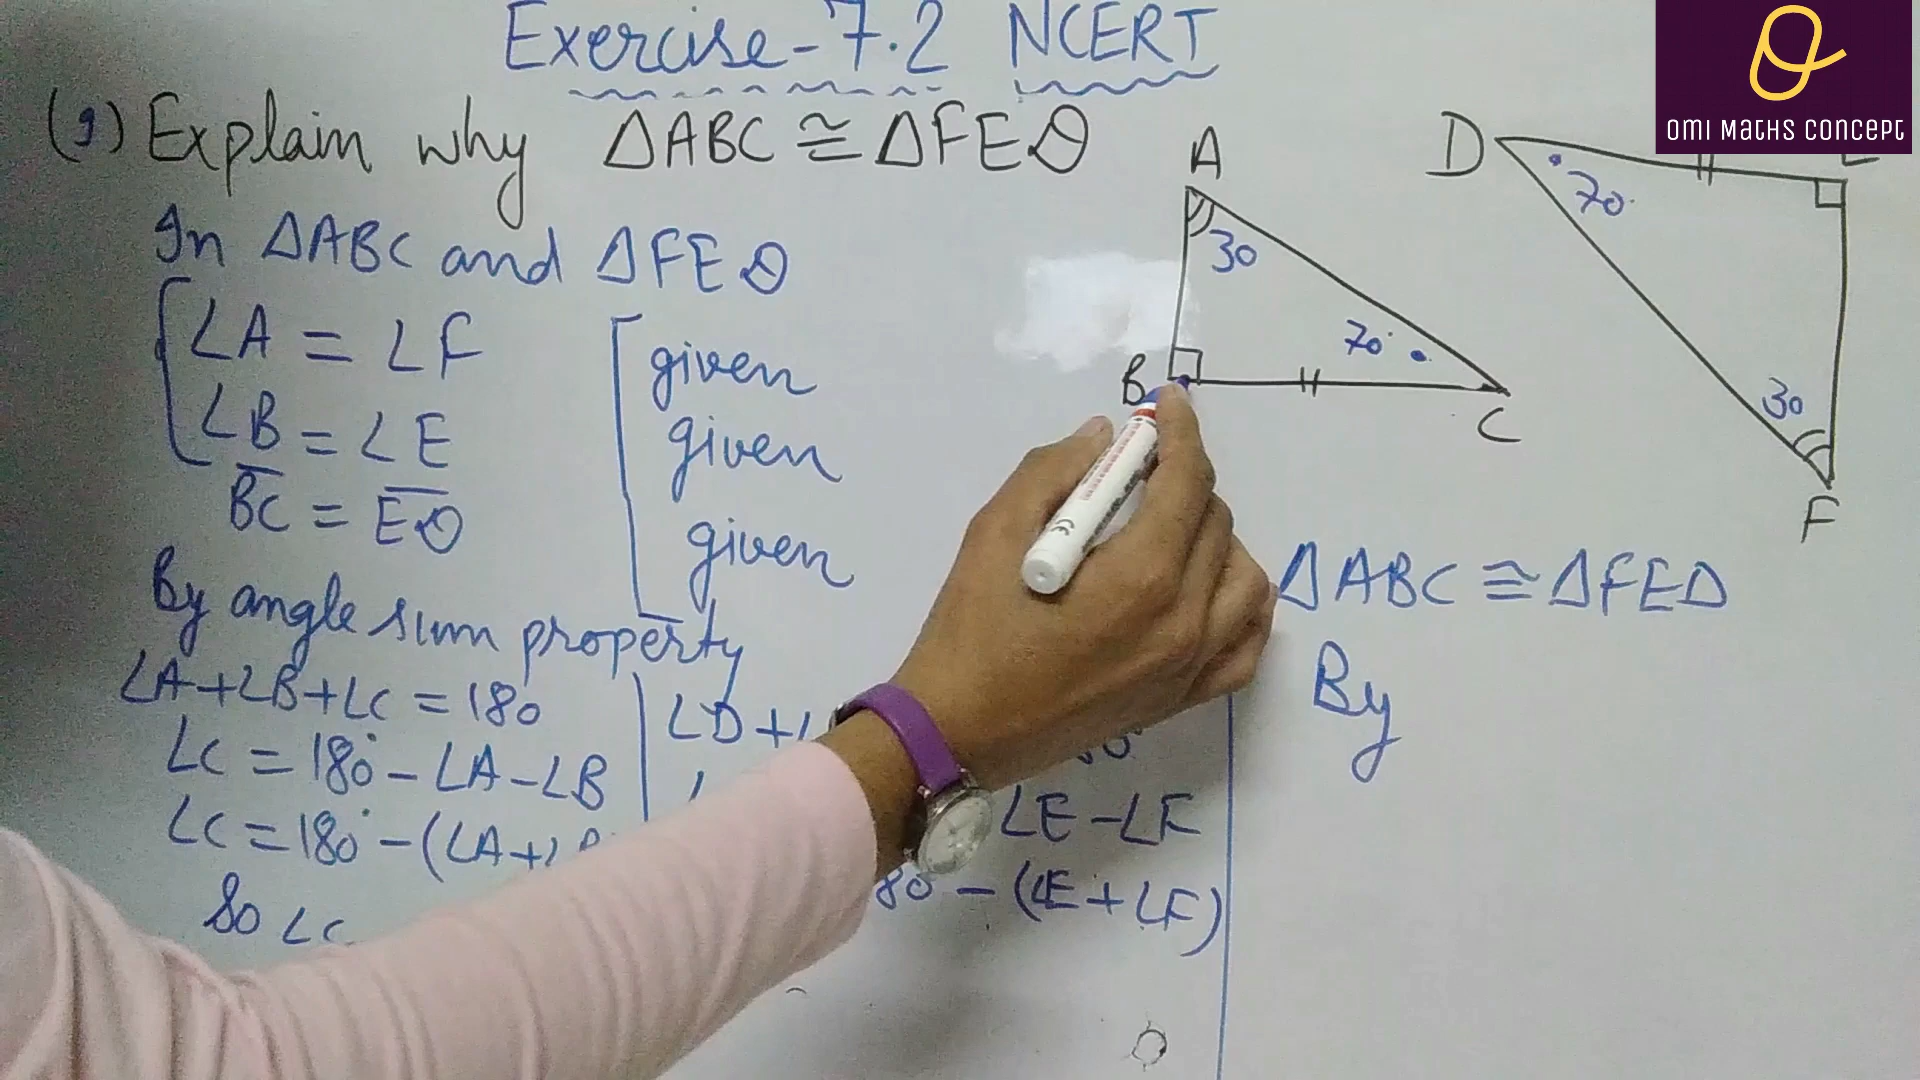 Exercise-7.2 NCERT
OMI MATHS CONCEPT
(9) Explain why ΔABC ≅ ΔFED
In ΔABC and ΔFED
∠A = ∠F given
∠B = ∠E given
BC = ED given
By angle sum property
∠A+∠B+∠C = 180
∠C = 180° - ∠A - ∠B
∠C = 180° - (∠A+∠B
So ∠C
∠D + ∠
∠E - ∠F
80 - (∠E + ∠F)
A
30
70°
B
C
D
70°
30
F
ΔABC ≅ ΔFED
By